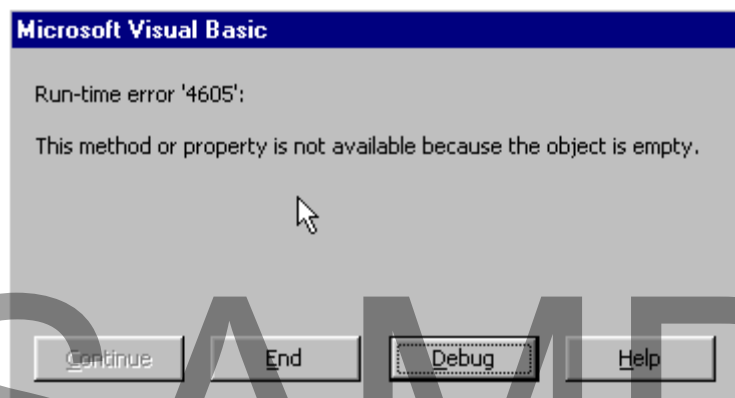 Microsoft Visual Basic
Run-time error '4605':
This method or property is not available because the object is empty.
Continue End Debug Help